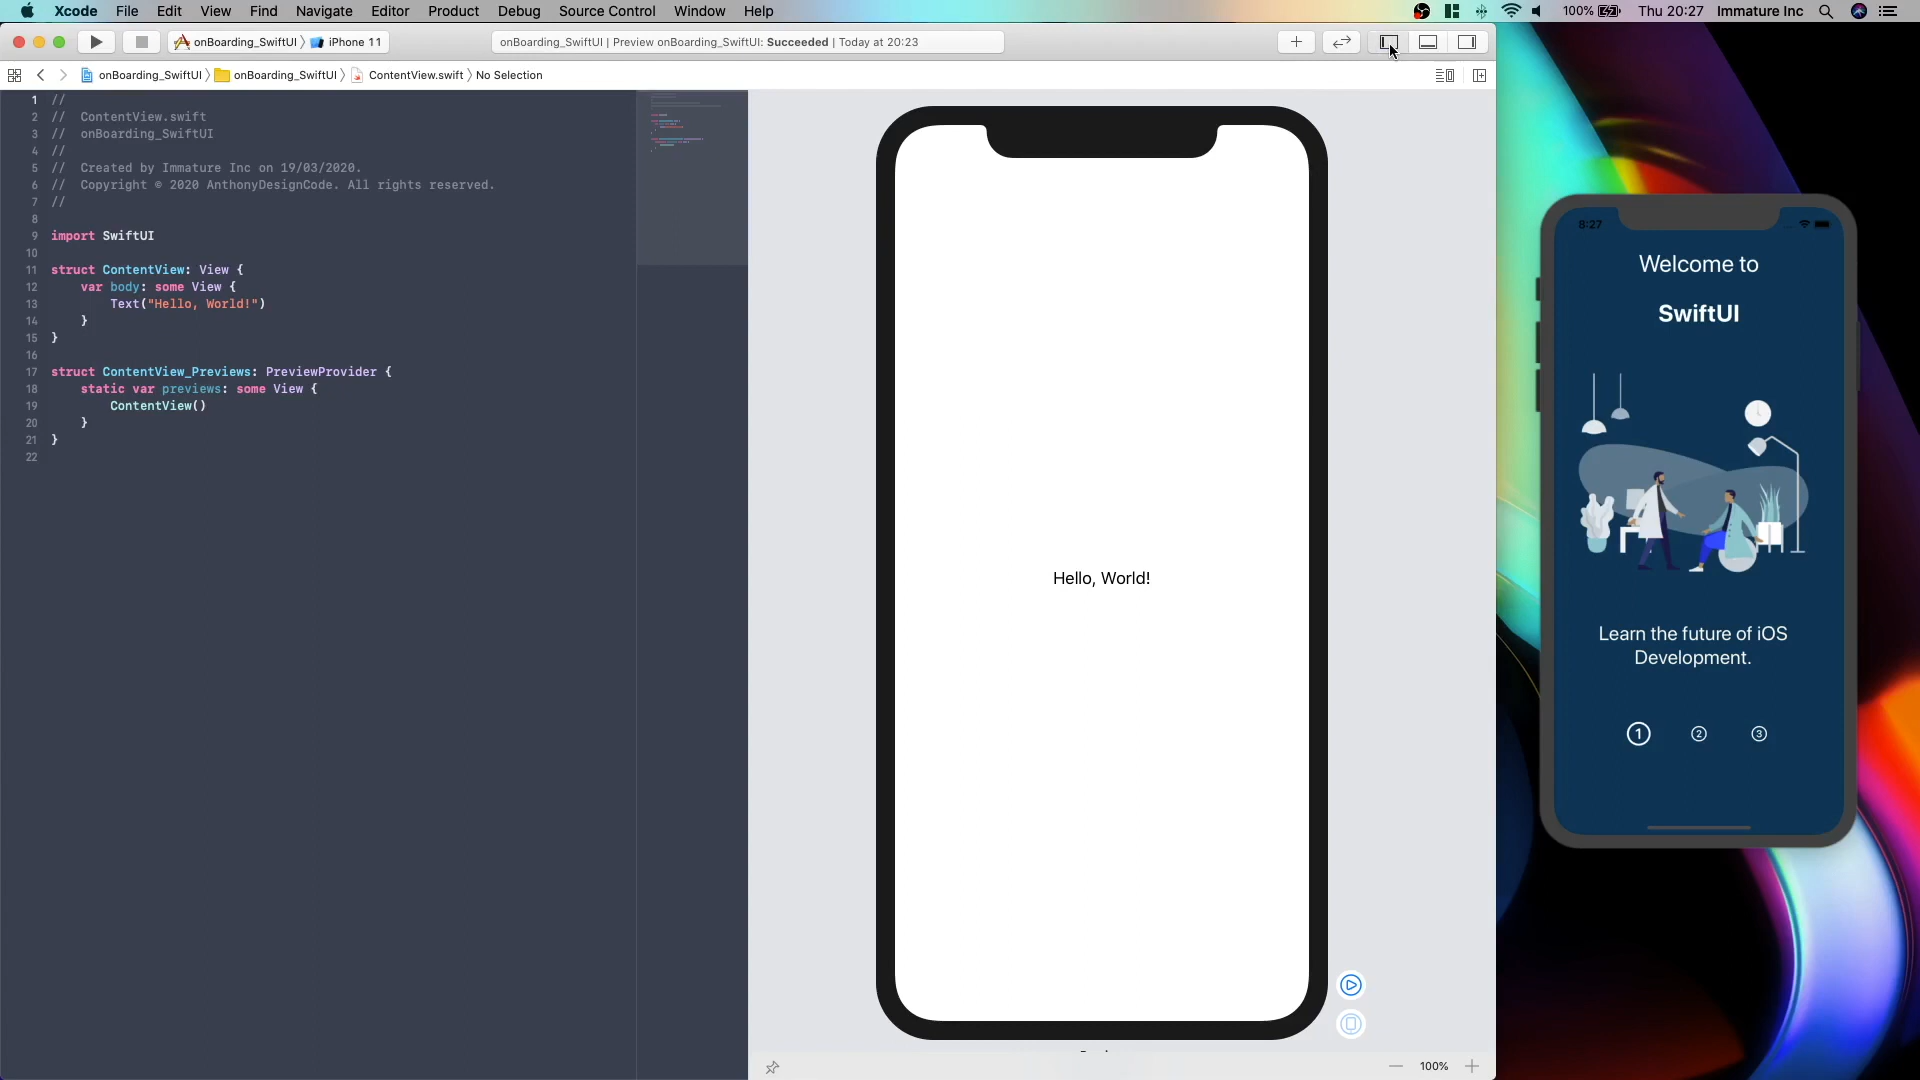 Xcode File Edit View Find Navigate Editor Product Debug Source Control Window Help 100% Thu 20:27 Immature Inc
onBoarding_SwiftUI iPhone 11 onBoarding_SwiftUI | Preview onBoarding_SwiftUI: Succeeded | Today at 20:23
onBoarding_SwiftUI onBoarding_SwiftUI ContentView.swift No Selection
1 //
2 //  ContentView.swift
3 //  onBoarding_SwiftUI
4 //
5 //  Created by Immature Inc on 19/03/2020.
6 //  Copyright © 2020 AnthonyDesignCode. All rights reserved.
7 //
8
9 import SwiftUI
10
11 struct ContentView: View {
12     var body: some View {
13         Text("Hello, World!")
14     }
15 }
16
17 struct ContentView_Previews: PreviewProvider {
18     static var previews: some View {
19         ContentView()
20     }
21 }
22
Hello, World!
100%
8:27
Welcome to
SwiftUI
Learn the future of iOS
Development.
1 2 3